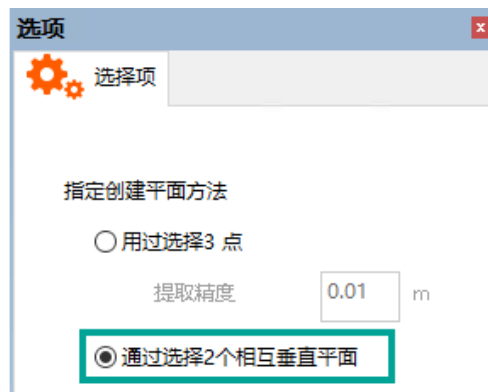 选项
x
选择项
指定创建平面方法
用过选择3 点
提取精度 0.01 m
通过选择2个相互垂直平面